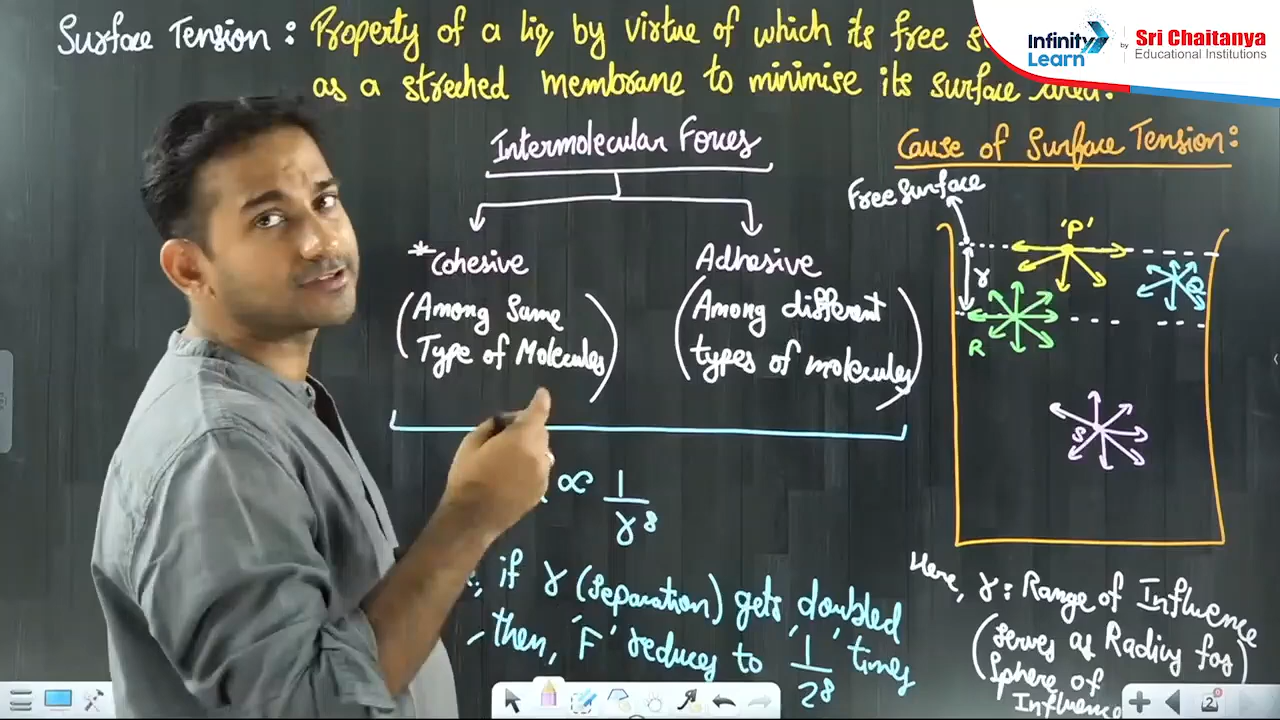 Surface Tension: Property of a liq by virtue of which its free
as a streched membrane to minimise its surface area.
Infinity Learn by Sri Chaitanya
Educational Institutions
Intermolecular Forces
*Cohesive
(Among Same
Type of Molecules)
Adhesive
(Among different
types of molecules)
∝ 1/r⁸
if r (separation) gets doubled
then, 'F' reduces to 1/2⁸ times
Cause of Surface Tension:
Free surface
'P'
r
Q
R
S
Here, r: Range of Influence
(serves as Radius for
Sphere of
Influence
2